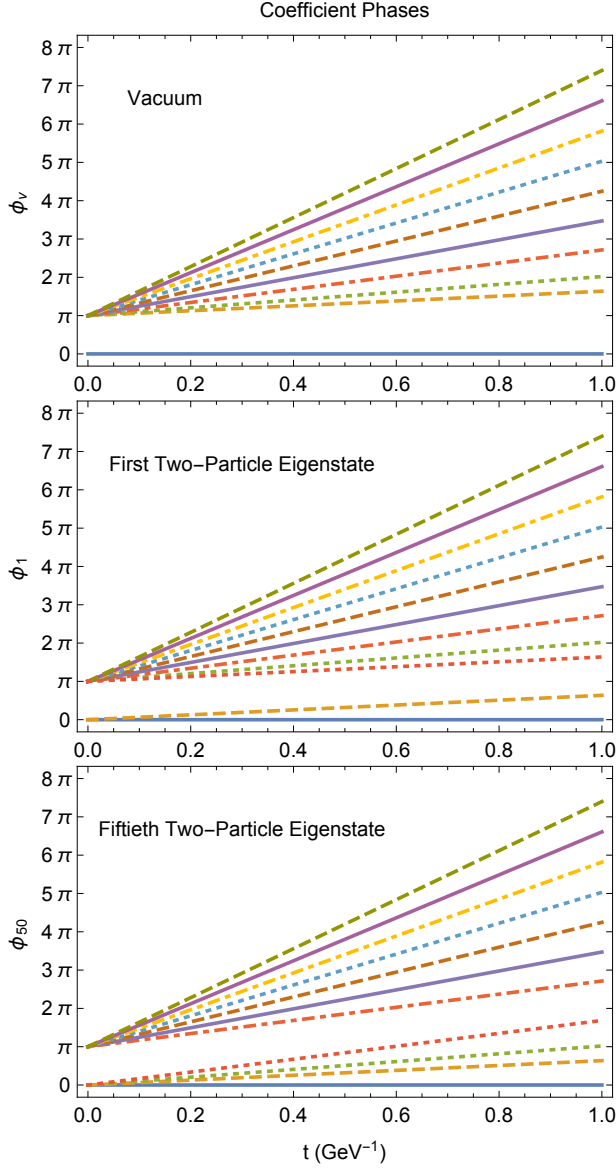 Coefficient Phases
8 π
7 π
6 π
5 π
4 π
3 π
2 π
π
0
ϕᵥ
Vacuum
0.0 0.2 0.4 0.6 0.8 1.0
8 π
7 π
6 π
5 π
4 π
3 π
2 π
π
0
ϕ₁
First Two−Particle Eigenstate
0.0 0.2 0.4 0.6 0.8 1.0
8 π
7 π
6 π
5 π
4 π
3 π
2 π
π
0
ϕ₅₀
Fiftieth Two−Particle Eigenstate
0.0 0.2 0.4 0.6 0.8 1.0
t (GeV⁻¹)